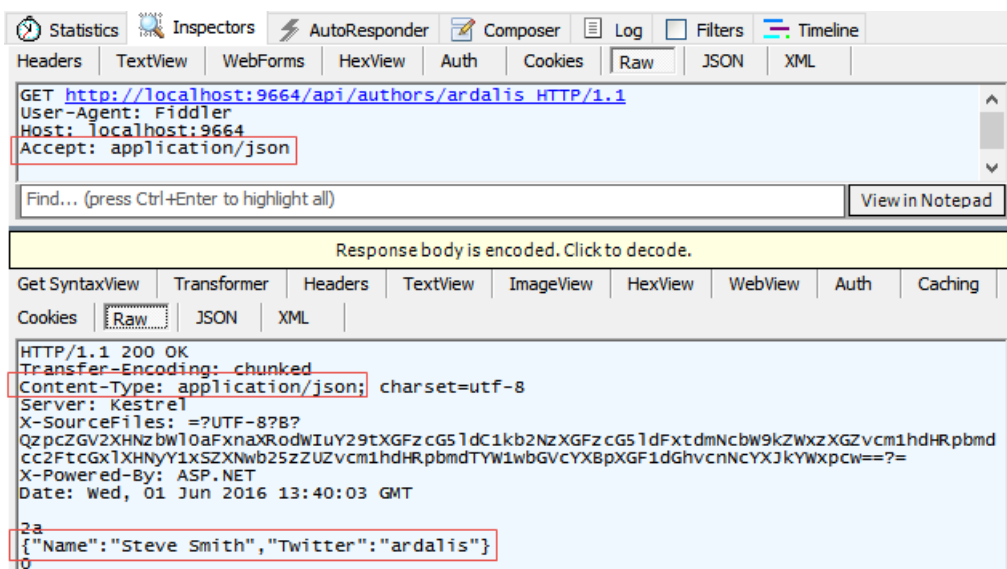 Statistics Inspectors AutoResponder Composer Log Filters Timeline
Headers TextView WebForms HexView Auth Cookies Raw JSON XML
GET http://localhost:9664/api/authors/ardalis HTTP/1.1
User-Agent: Fiddler
Host: localhost:9664
Accept: application/json
Find... (press Ctrl+Enter to highlight all) View in Notepad
Response body is encoded. Click to decode.
Get SyntaxView Transformer Headers TextView ImageView HexView WebView Auth Caching
Cookies Raw JSON XML
HTTP/1.1 200 OK
Transfer-Encoding: chunked
Content-Type: application/json; charset=utf-8
Server: Kestrel
X-SourceFiles: =?UTF-8?B?
QzpcZGV2XHNzbWl0aFxnaXRodWIuY29tXGFzcG5ldC1kb2NzXGFzcG5ldFxtdmNcbW9kZWxzXGZvcm1hdHRpbmd
cc2FtcGxlXHNyY1xSZXNwb25zZUZvcm1hdHRpbmdTYW1wbGVcYXBpXGF1dGhvcnNcYXJkYWxpcw==?=
X-Powered-By: ASP.NET
Date: Wed, 01 Jun 2016 13:40:03 GMT
2a
{"Name":"Steve Smith","Twitter":"ardalis"}
0